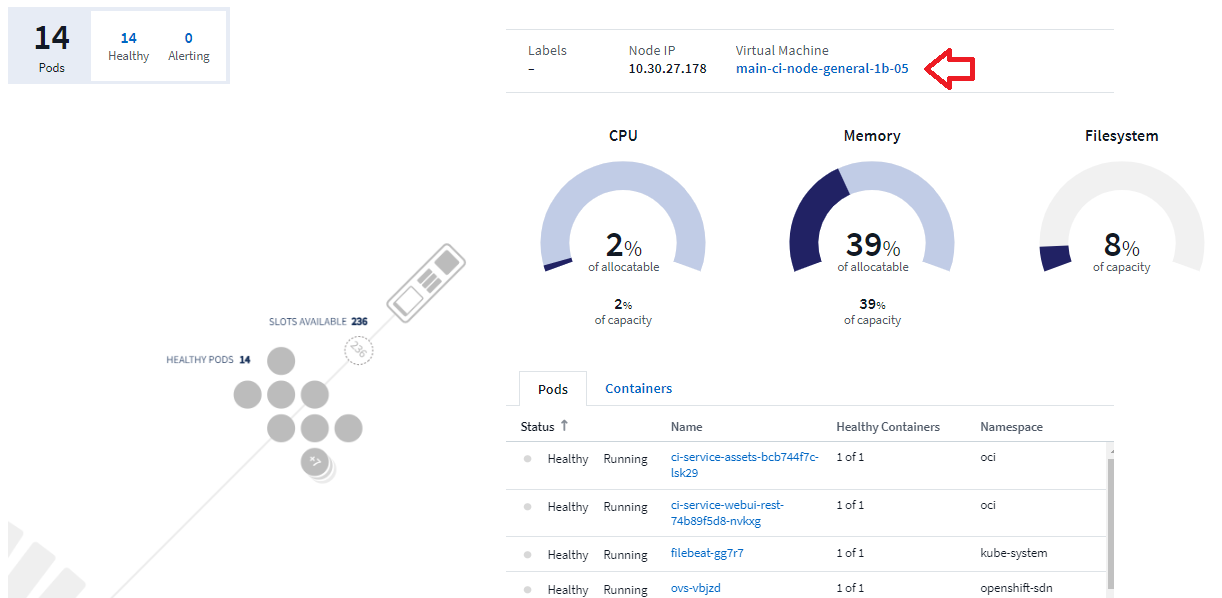 14
Pods
14
Healthy
0
Alerting
Labels
–
Node IP
10.30.27.178
Virtual Machine
main-ci-node-general-1b-05
CPU
2%
of allocatable
2%
of capacity
Memory
39%
of allocatable
39%
of capacity
Filesystem
8%
of capacity
SLOTS AVAILABLE 236
236
HEALTHY PODS 14
+7
Pods Containers
Status ↑ Name Healthy Containers Namespace
Healthy Running ci-service-assets-bcb744f7c- 1 of 1 oci
lsk29
Healthy Running ci-service-webui-rest- 1 of 1 oci
74b89f5d8-nvkxg
Healthy Running filebeat-gg7r7 1 of 1 kube-system
Healthy Running ovs-vbjzd 1 of 1 openshift-sdn